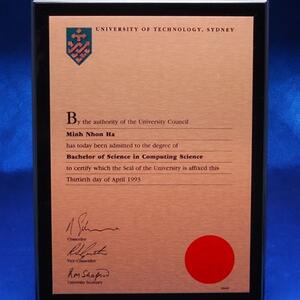 UNIVERSITY OF TECHNOLOGY, SYDNEY
By the authority of the University Council
Minh Nhon Ha
has today been admitted to the degree of
Bachelor of Science in Computing Science
to certify which the Seal of the University is affixed this
Thirtieth day of April 1993
Chancellor
Vice-Chancellor
University Secretary